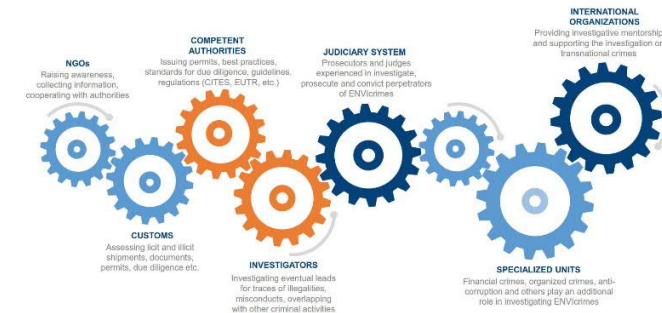 NGOs
Raising awareness,
collecting information,
cooperating with authorities
COMPETENT
AUTHORITIES
Issuing permits, best practices,
standards for due diligence, guidelines,
regulations (CITES, EUTR, etc.)
JUDICIARY SYSTEM
Prosecutors and judges
experienced in investigate,
prosecute and convict perpetrators
of ENVIcrimes
INTERNATIONAL
ORGANIZATIONS
Providing investigative mentorship
and supporting the investigation on
transnational crimes
CUSTOMS
Assessing licit and illicit
shipments, documents,
permits, due diligence etc.
INVESTIGATORS
Investigating eventual leads
for traces of illegalities,
misconducts, overlapping
with other criminal activities
SPECIALIZED UNITS
Financial crimes, organized crimes, anti-
corruption and others play an additional
role in investigating ENVIcrimes